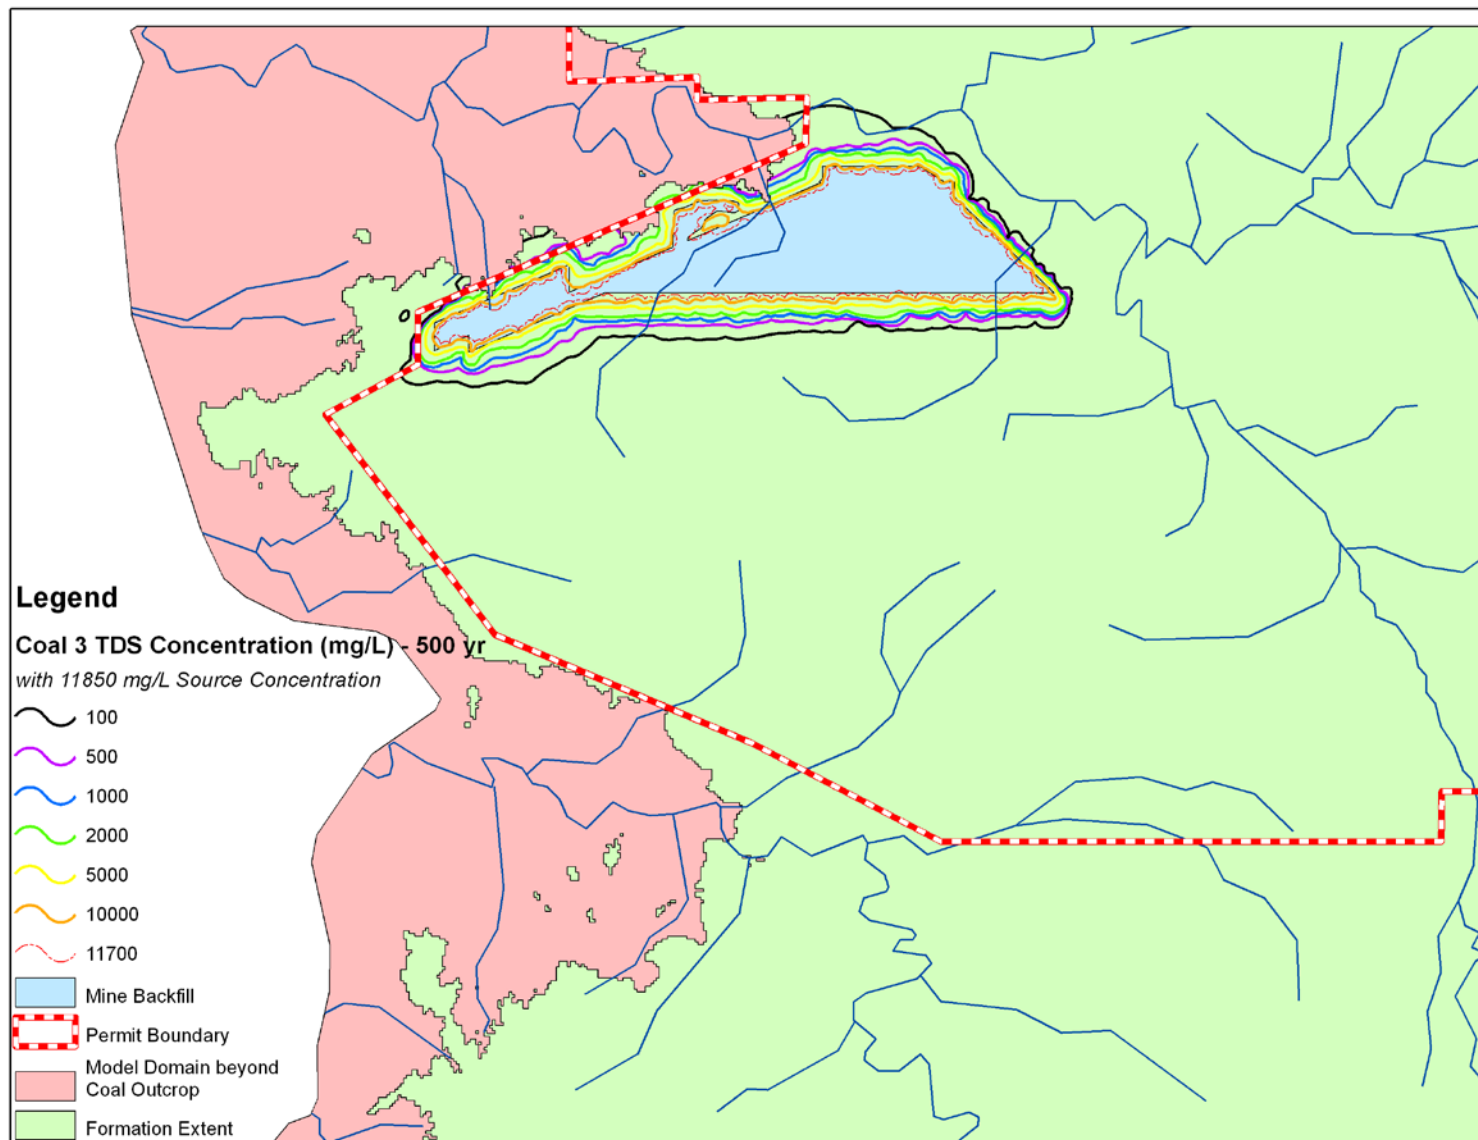 Legend
Coal 3 TDS Concentration (mg/L) - 500 yr
with 11850 mg/L Source Concentration
100
500
1000
2000
5000
10000
11700
Mine Backfill
Permit Boundary
Model Domain beyond
Coal Outcrop
Formation Extent